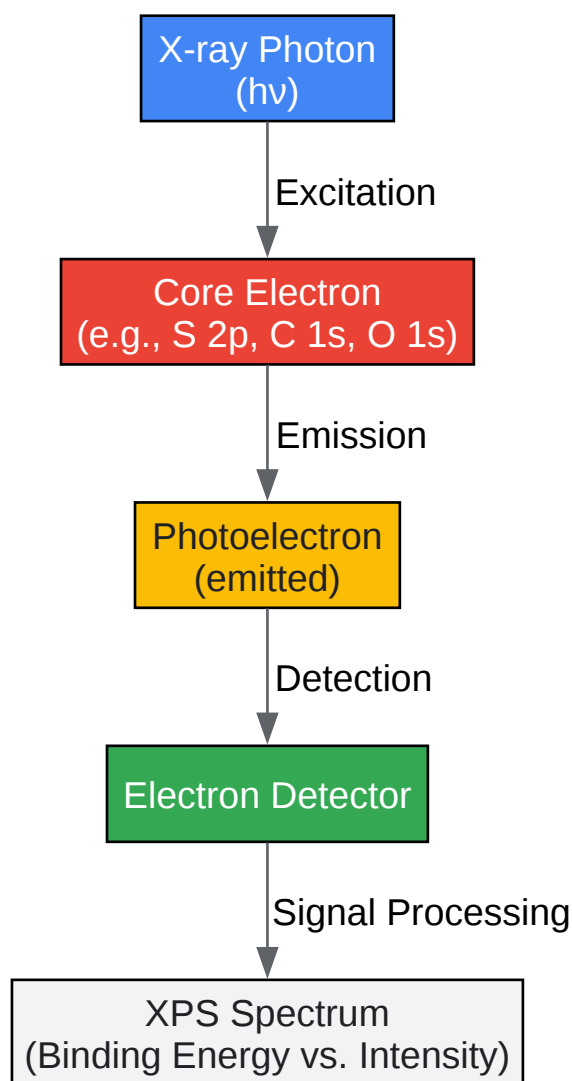 X-ray Photon
(hν)
Excitation
Core Electron
(e.g., S 2p, C 1s, O 1s)
Emission
Photoelectron
(emitted)
Detection
Electron Detector
Signal Processing
XPS Spectrum
(Binding Energy vs. Intensity)